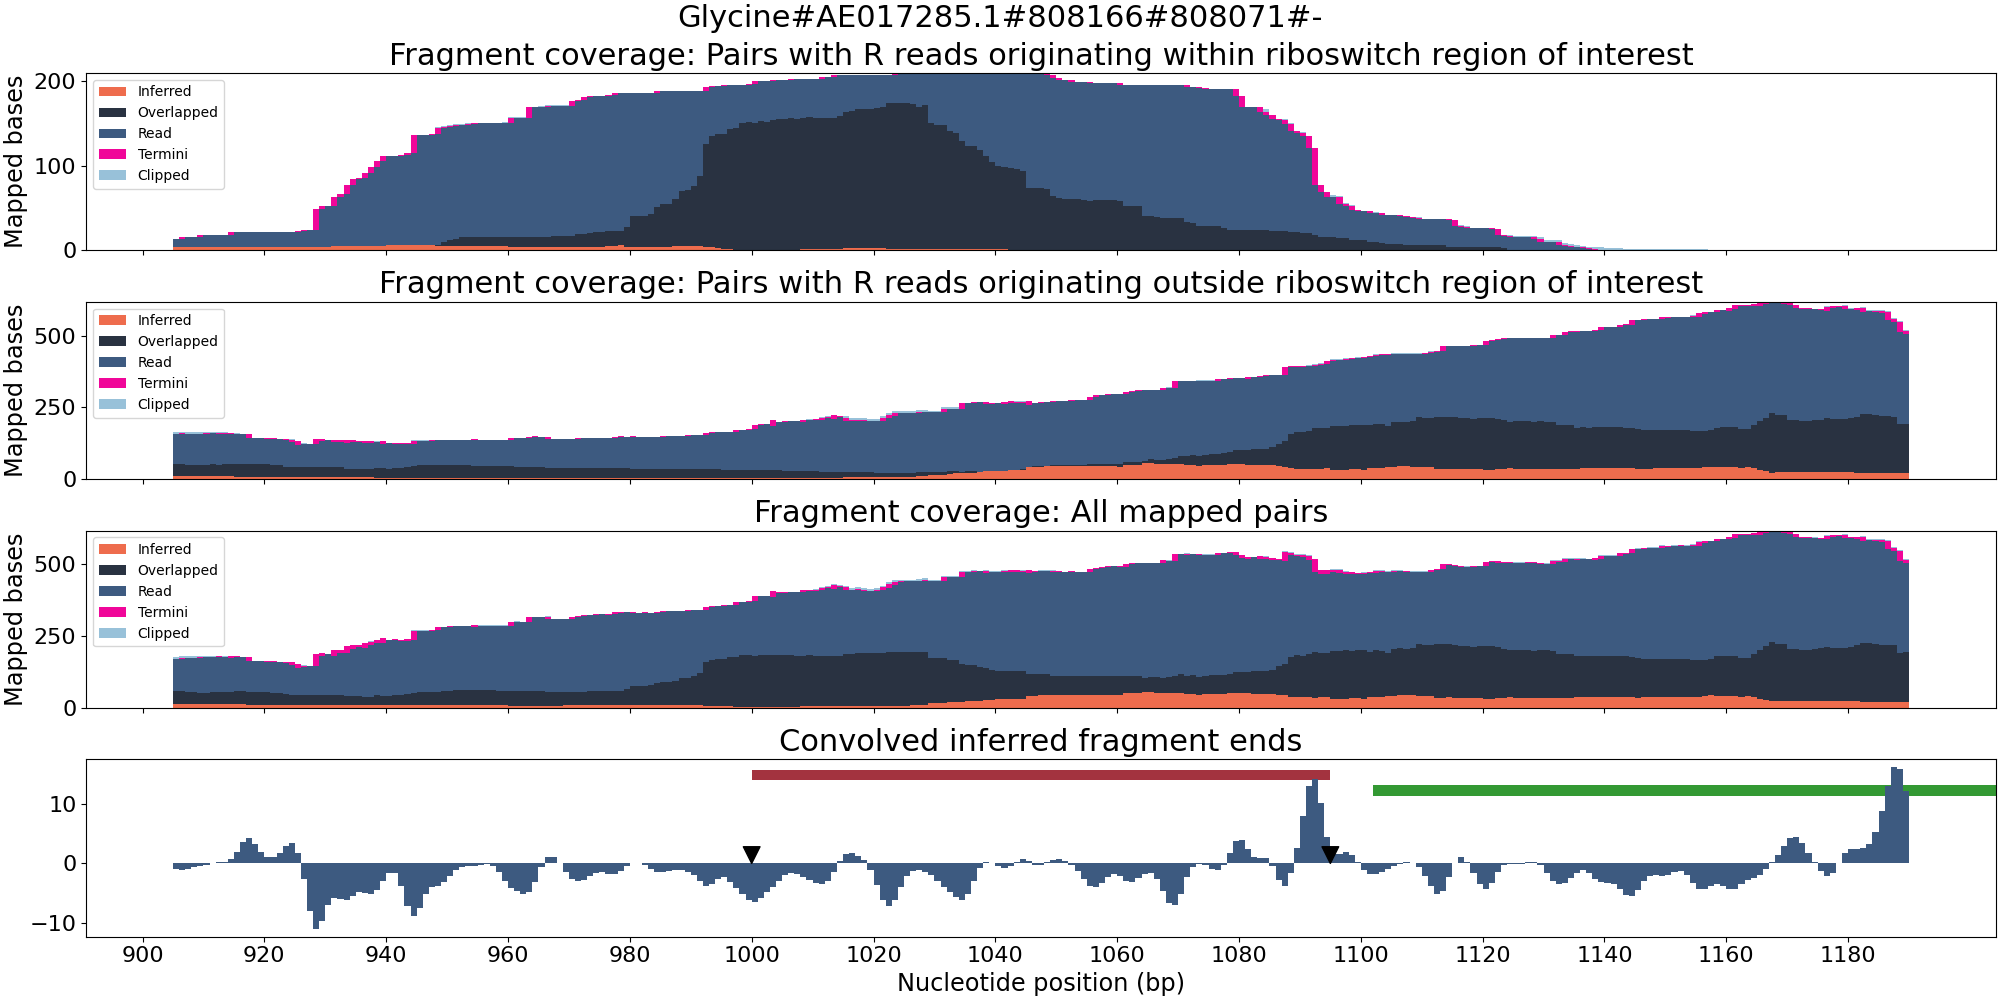 Glycine#AE017285.1#808166#808071#-
Fragment coverage: Pairs with R reads originating within riboswitch region of interest
Mapped bases
200
100
0
Inferred
Overlapped
Read
Termini
Clipped
Fragment coverage: Pairs with R reads originating outside riboswitch region of interest
Mapped bases
500
250
0
Inferred
Overlapped
Read
Termini
Clipped
Fragment coverage: All mapped pairs
Mapped bases
500
250
0
Inferred
Overlapped
Read
Termini
Clipped
Convolved inferred fragment ends
10
0
−10
900 920 940 960 980 1000 1020 1040 1060 1080 1100 1120 1140 1160 1180
Nucleotide position (bp)